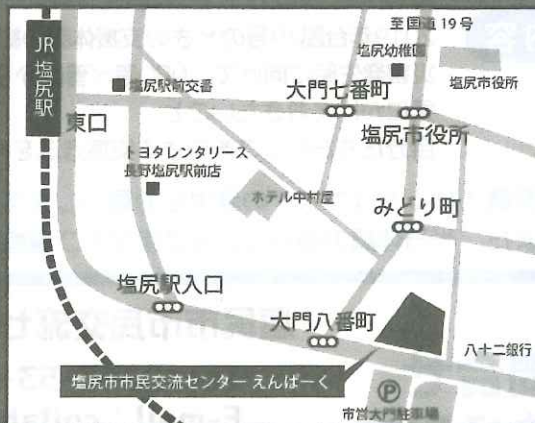 至国道19号
JR塩尻駅
塩尻幼稚園
塩尻市役所
塩尻駅前交番
大門七番町
東口
塩尻市役所
トヨタレンタリース
長野塩尻駅前店
ホテル中村屋
みどり町
塩尻駅入口
大門八番町
八十二銀行
塩尻市市民交流センター えんぱーく
P
市営大門駐車場